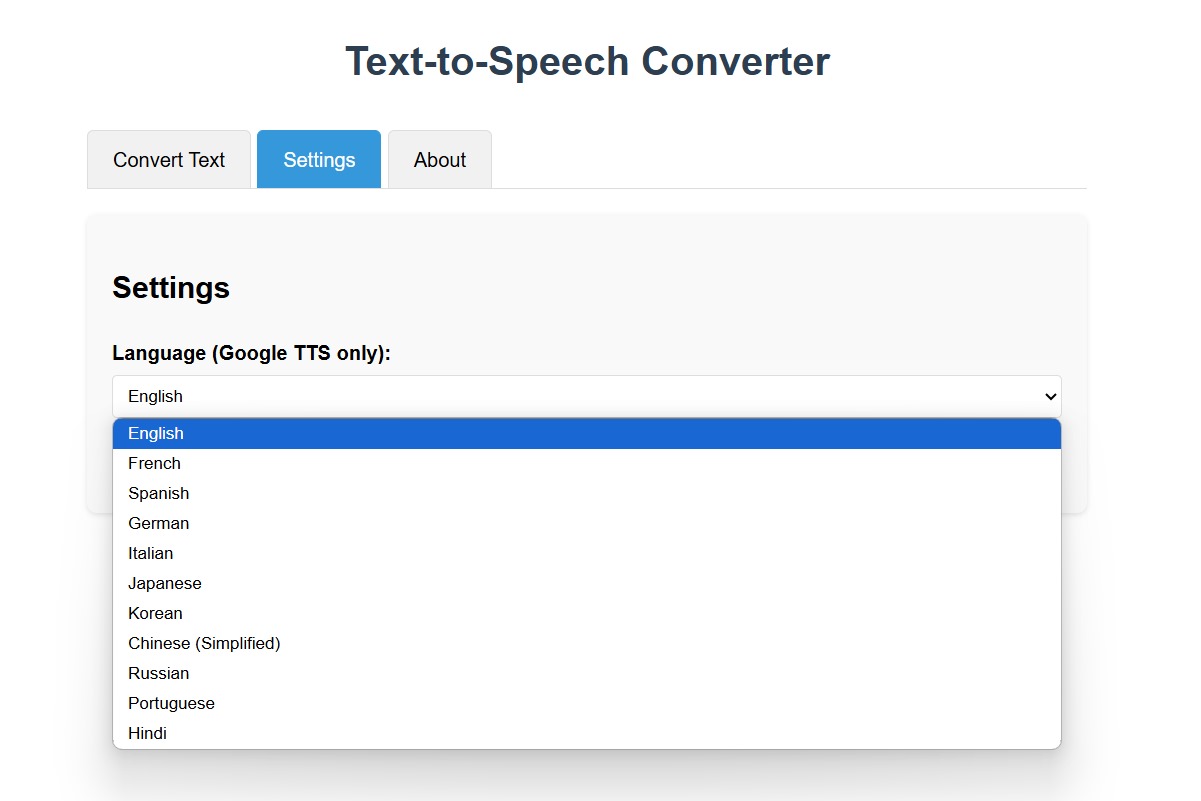 Text-to-Speech Converter
Convert Text
Settings
About
Settings
Language (Google TTS only):
English
English
French
Spanish
German
Italian
Japanese
Korean
Chinese (Simplified)
Russian
Portuguese
Hindi